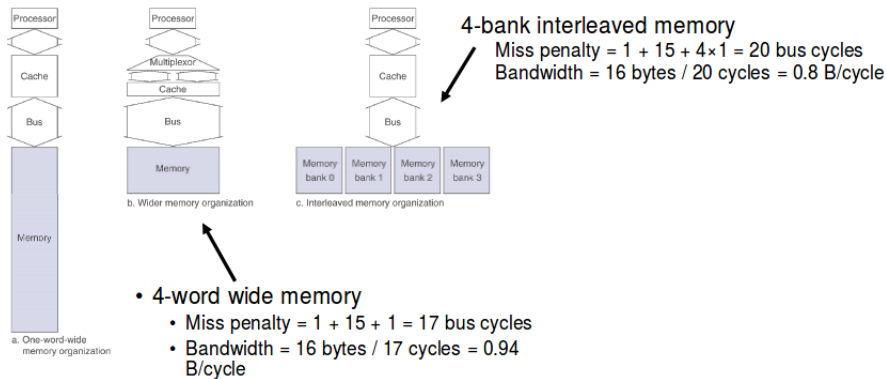 Processor
Cache
Bus
Memory
a. One-word-wide
memory organization
Processor
Multiplexor
Cache
Bus
Memory
b. Wider memory organization
Processor
Cache
Bus
Memory
bank 0
Memory
bank 1
Memory
bank 2
Memory
bank 3
c. Interleaved memory organization
4-bank interleaved memory
Miss penalty = 1 + 15 + 4×1 = 20 bus cycles
Bandwidth = 16 bytes / 20 cycles = 0.8 B/cycle
• 4-word wide memory
• Miss penalty = 1 + 15 + 1 = 17 bus cycles
• Bandwidth = 16 bytes / 17 cycles = 0.94
B/cycle